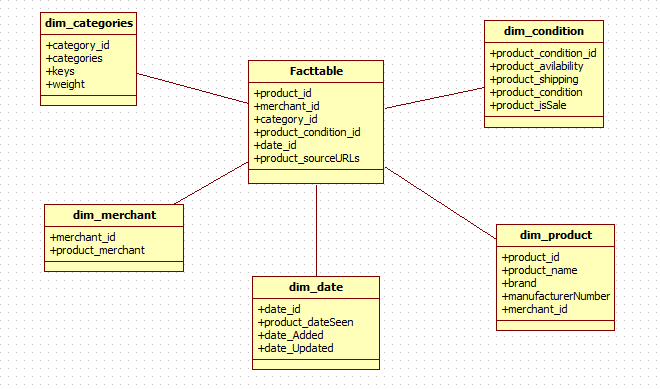 dim_categories
+category_id
+categories
+keys
+weight
dim_condition
+product_condition_id
+product_avilability
+product_shipping
+product_condition
+product_isSale
Facttable
+product_id
+merchant_id
+category_id
+product_condition_id
+date_id
+product_sourceURLs
dim_merchant
+merchant_id
+product_merchant
dim_product
+product_id
+product_name
+brand
+manufacturerNumber
+merchant_id
dim_date
+date_id
+product_dateSeen
+date_Added
+date_Updated